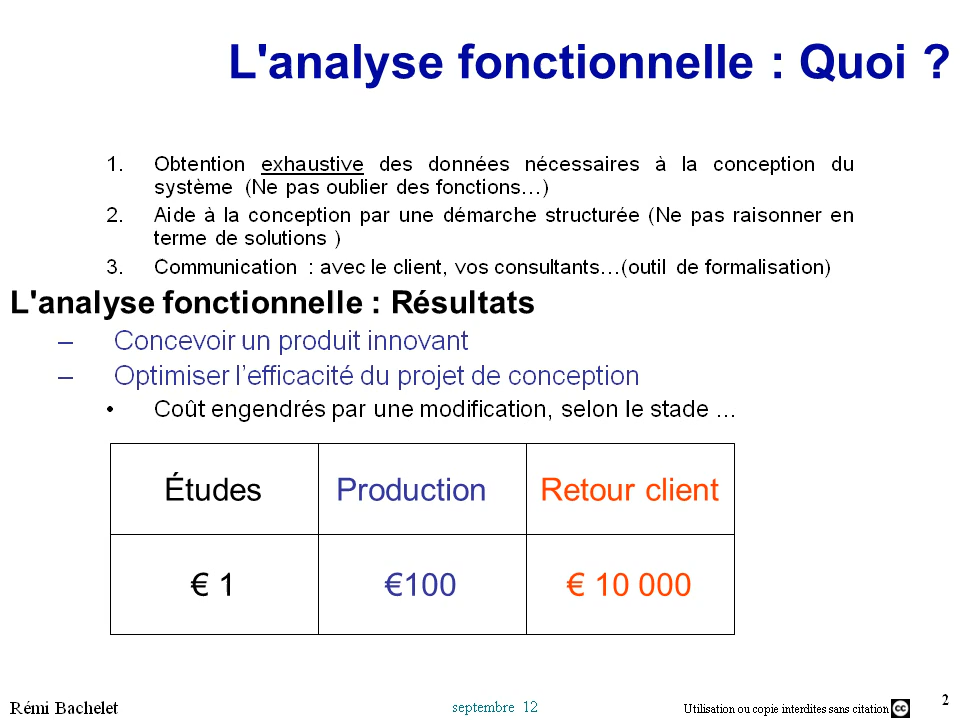 L'analyse fonctionnelle : Quoi ?
1. Obtention exhaustive des données nécessaires à la conception du
système (Ne pas oublier des fonctions…)
2. Aide à la conception par une démarche structurée (Ne pas raisonner en
terme de solutions )
3. Communication : avec le client, vos consultants…(outil de formalisation)
L'analyse fonctionnelle : Résultats
– Concevoir un produit innovant
– Optimiser l’efficacité du projet de conception
• Coût engendrés par une modification, selon le stade …
Études Production Retour client
€ 1 €100 € 10 000
Rémi Bachelet septembre 12 Utilisation ou copie interdites sans citation cc 2